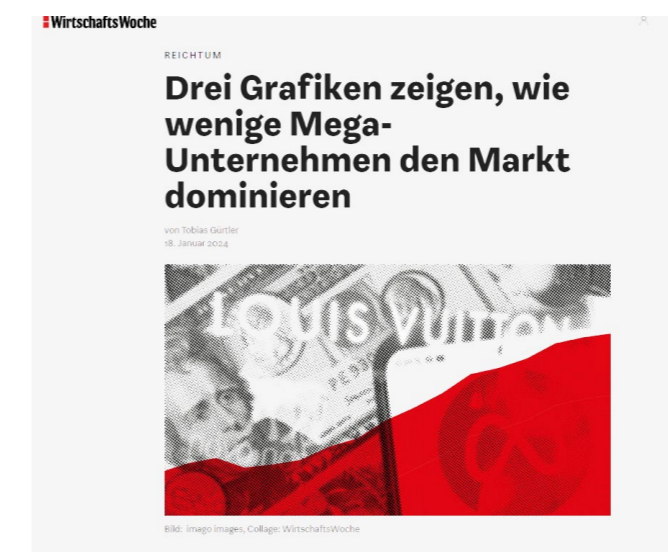 WirtschaftsWoche
REICHTUM
Drei Grafiken zeigen, wie
wenige Mega-
Unternehmen den Markt
dominieren
von Tobias Gürtler
18. Januar 2024
LOUIS VUITTON
Bild: imago images, Collage: WirtschaftsWoche